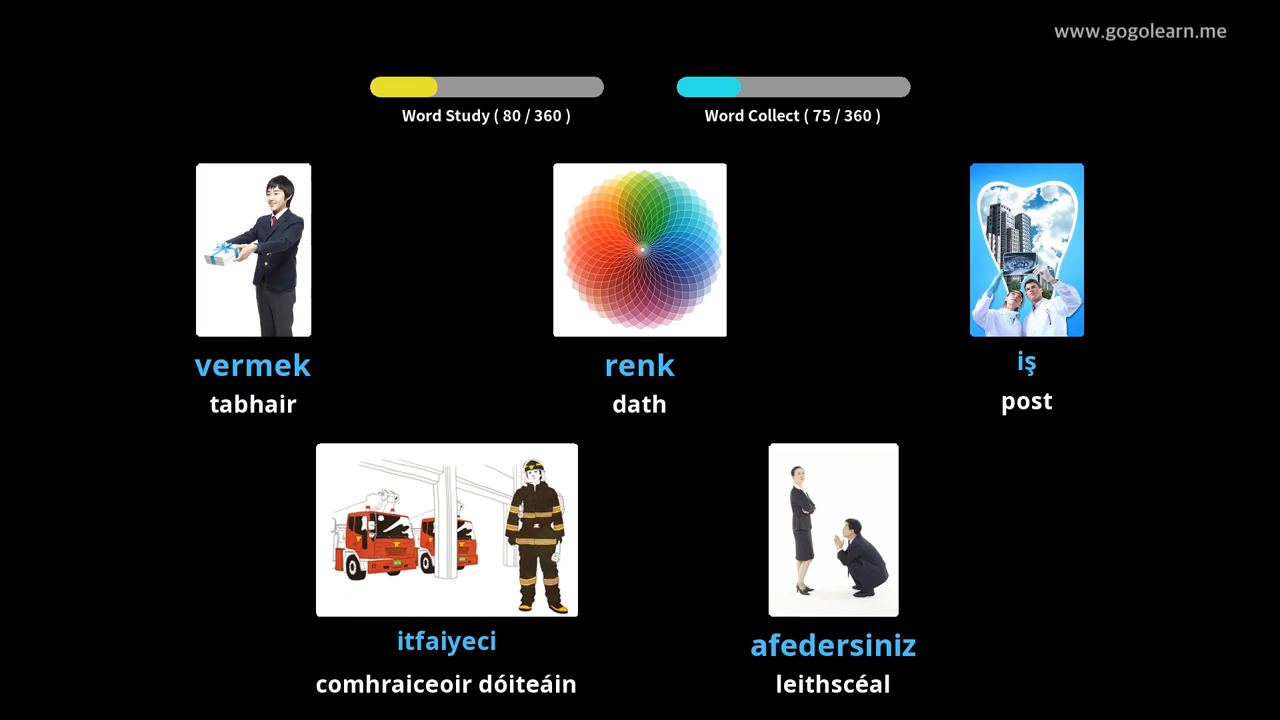 www.gogolearn.me
Word Study ( 80 / 360 )
Word Collect ( 75 / 360 )
vermek
tabhair
renk
dath
iş
post
itfaiyeci
comhraiceoir dóiteáin
afedersiniz
leithscéal